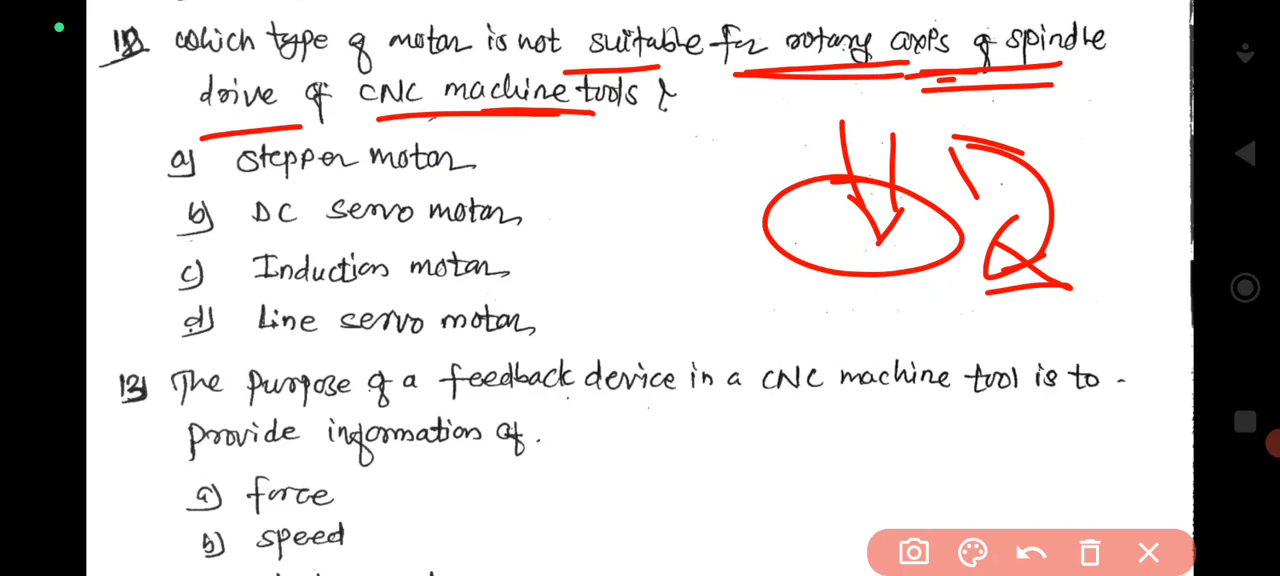 12) Which type of motor is not suitable for rotary axes of spindle
drive of CNC machine tools ?
a) stepper motor
b) DC servo motor,
c) Induction motor,
d) Line servo motor,
13) The purpose of a feedback device in a CNC machine tool is to -
provide information of.
a) force
b) speed